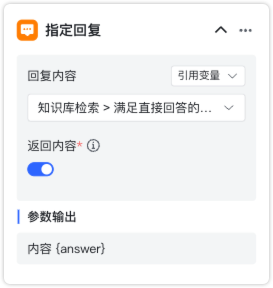 指定回复
回复内容
引用变量
知识库检索 > 满足直接回答的...
返回内容*
参数输出
内容 {answer}